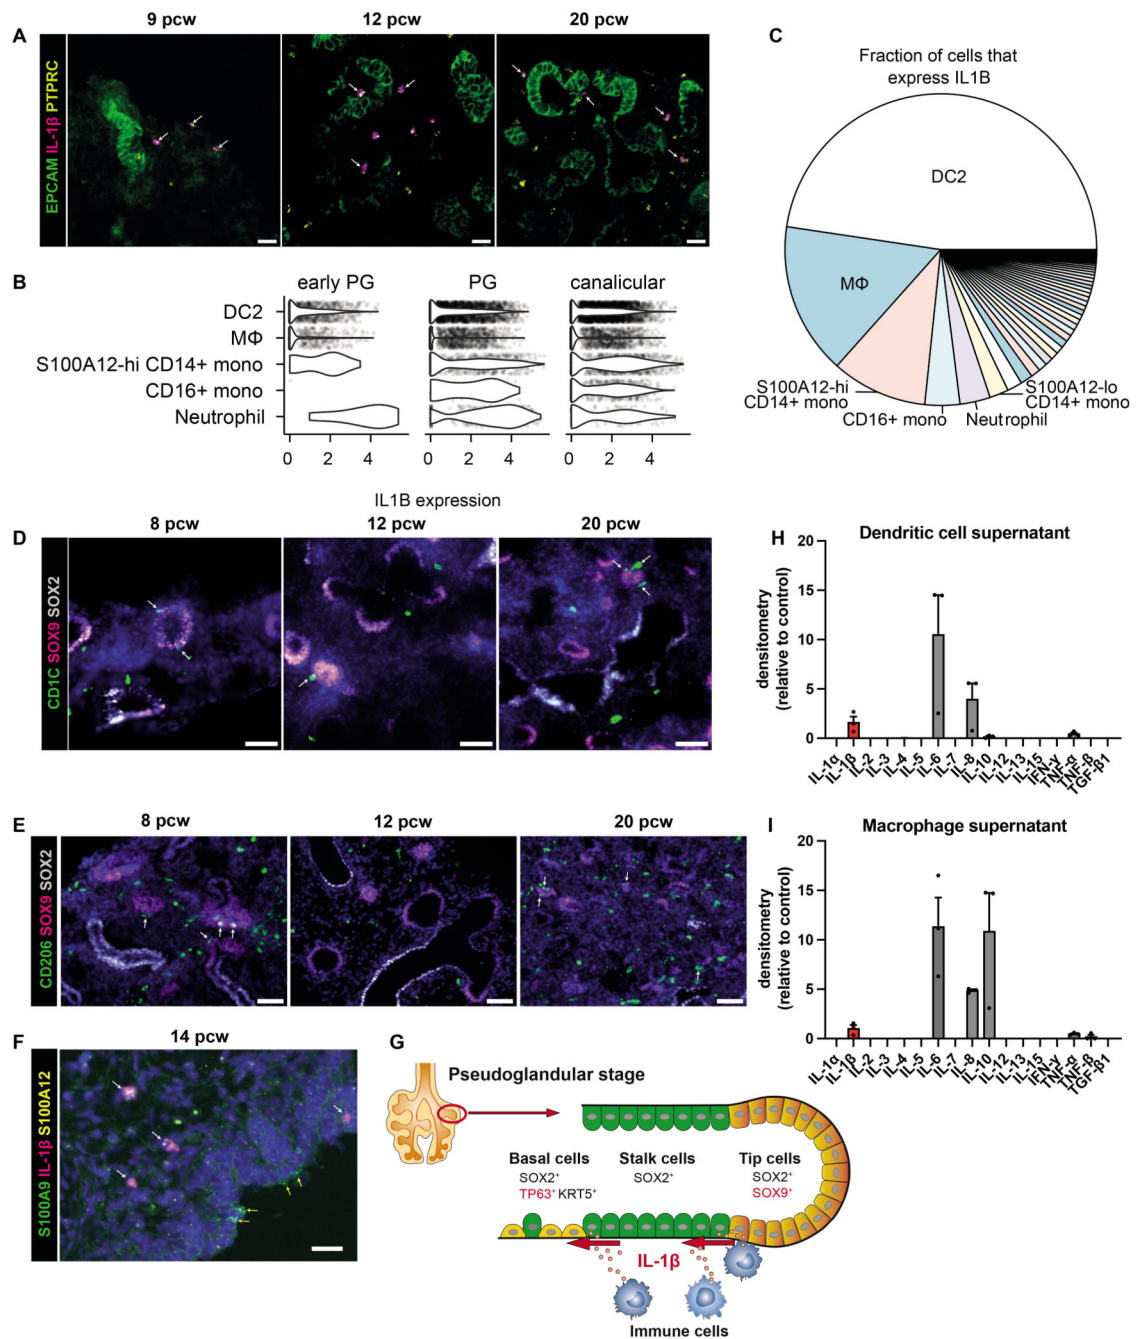 A
9 pcw
12 pcw
20 pcw
EPCAM IL-1β PTPRC
B
early PG
PG
canalicular
DC2
MΦ
S100A12-hi CD14+ mono
CD16+ mono
Neutrophil
0 2 4
0 2 4
0 2 4
IL1B expression
C
Fraction of cells that
express IL1B
DC2
MΦ
S100A12-hi
CD14+ mono
CD16+ mono
Neutrophil
S100A12-lo
CD14+ mono
D
8 pcw
12 pcw
20 pcw
CD1C SOX9 SOX2
E
8 pcw
12 pcw
20 pcw
CD206 SOX9 SOX2
F
14 pcw
S100A9 IL-1β S100A12
G
Pseudoglandular stage
Basal cells
SOX2⁺
TP63⁺ KRT5⁺
Stalk cells
SOX2⁺
Tip cells
SOX2⁺
SOX9⁺
IL-1β
Immune cells
H
Dendritic cell supernatant
densitometry
(relative to control)
20
15
10
5
0
IL-1α
IL-1β
IL-2
IL-3
IL-4
IL-5
IL-6
IL-7
IL-8
IL-10
IL-12
IL-13
IL-15
IFN-γ
TNF-α
TNF-β
TGF-β1
I
Macrophage supernatant
densitometry
(relative to control)
20
15
10
5
0
IL-1α
IL-1β
IL-2
IL-3
IL-4
IL-5
IL-6
IL-7
IL-8
IL-10
IL-12
IL-13
IL-15
IFN-γ
TNF-α
TNF-β
TGF-β1